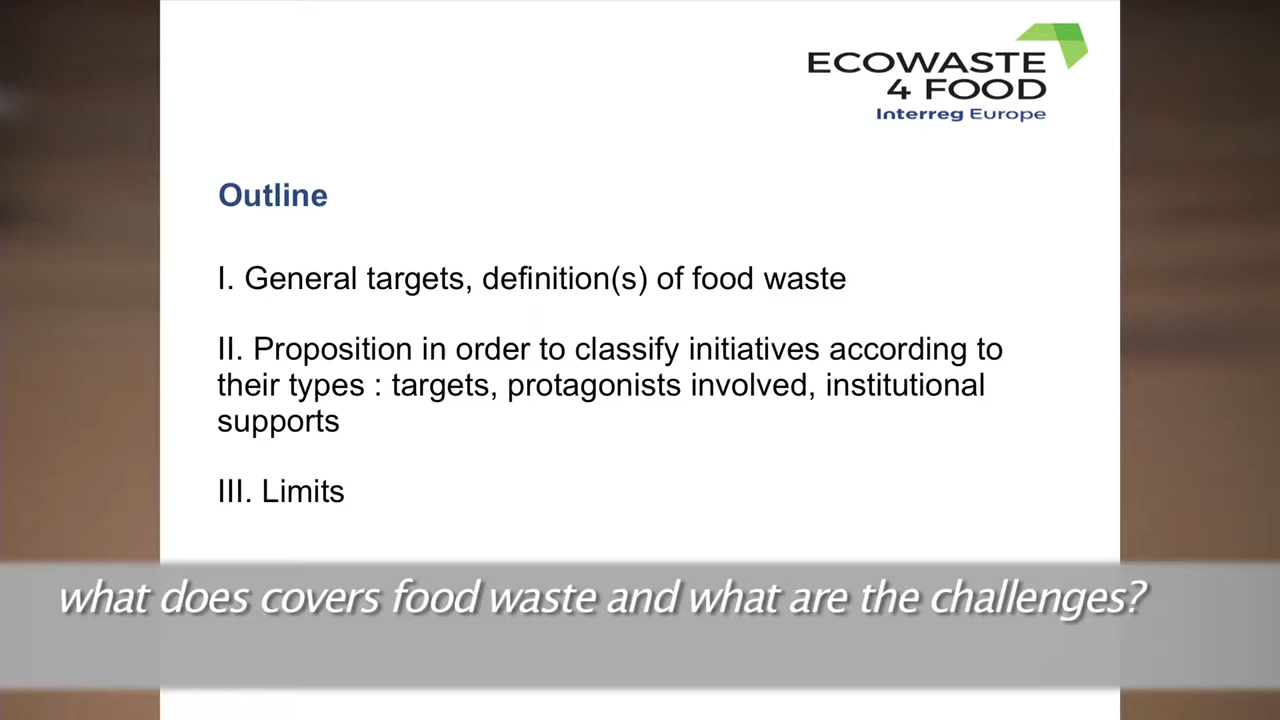 ECOWASTE
4 FOOD
Interreg Europe
Outline
I. General targets, definition(s) of food waste
II. Proposition in order to classify initiatives according to
their types : targets, protagonists involved, institutional
supports
III. Limits
what does covers food waste and what are the challenges?